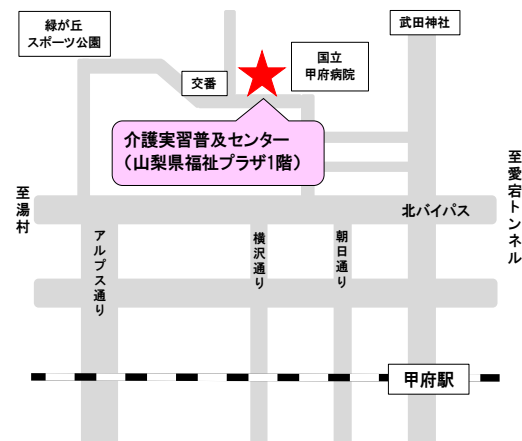 緑が丘
スポーツ公園
武田神社
国立
甲府病院
交番
介護実習普及センター
（山梨県福祉プラザ1階）
至愛宕トンネル
至湯村
北バイパス
アルプス通り
横沢通り
朝日通り
甲府駅